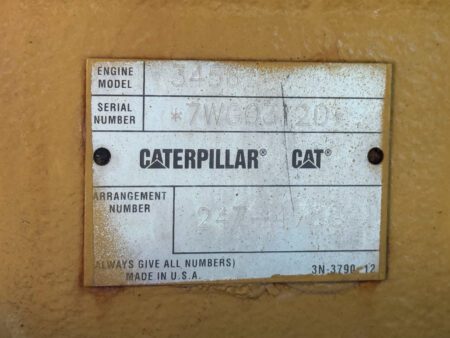 ENGINE
MODEL
SERIAL
NUMBER
CATERPILLAR® CAT®
ARRANGEMENT
NUMBER
(ALWAYS GIVE ALL NUMBERS)
MADE IN U.S.A.
3N-3790-12